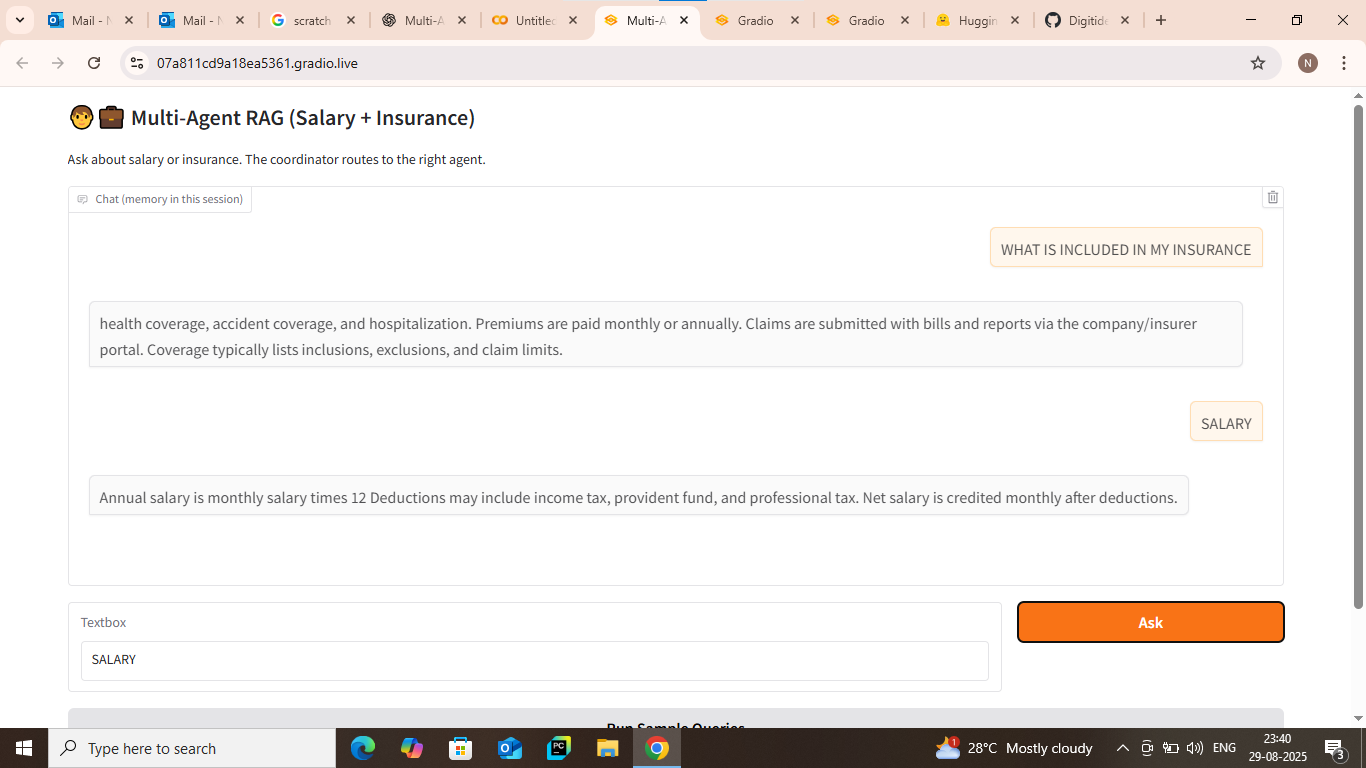 Mail - N
Mail - N
scratch
Multi-A
Untitled
Multi-A
Gradio
Gradio
Huggin
Digitide
07a811cd9a18ea5361.gradio.live
N
Multi-Agent RAG (Salary + Insurance)
Ask about salary or insurance. The coordinator routes to the right agent.
Chat (memory in this session)
WHAT IS INCLUDED IN MY INSURANCE
health coverage, accident coverage, and hospitalization. Premiums are paid monthly or annually. Claims are submitted with bills and reports via the company/insurer
portal. Coverage typically lists inclusions, exclusions, and claim limits.
SALARY
Annual salary is monthly salary times 12 Deductions may include income tax, provident fund, and professional tax. Net salary is credited monthly after deductions.
Textbox
Ask
SALARY
Run Sample Queries
Type here to search
PC
1
28°C Mostly cloudy
ENG
23:40
29-08-2025
3